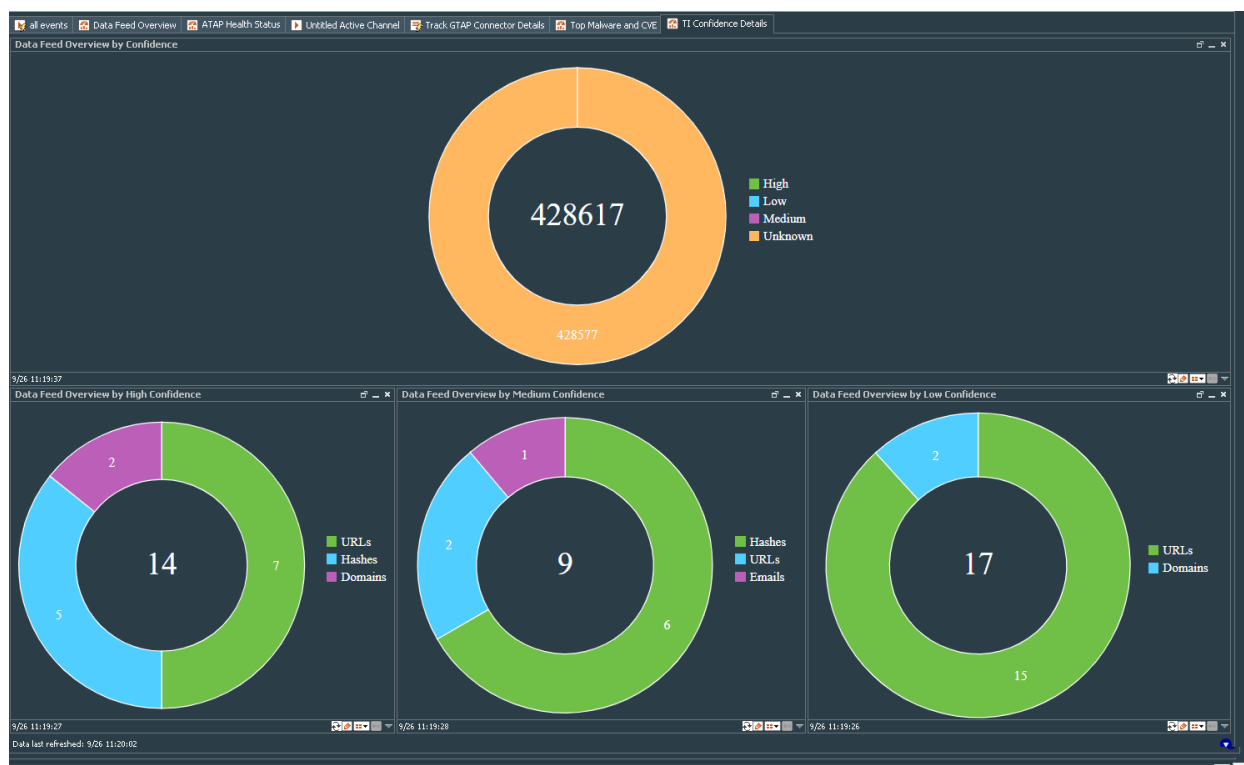 all events Data Feed Overview ATAP Health Status Untitled Active Channel Track GTAP Connector Details Top Malware and CVE TI Confidence Details
Data Feed Overview by Confidence
428617
428577
High
Low
Medium
Unknown
9/26 11:19:37
Data Feed Overview by High Confidence
2
14
7
5
URLs
Hashes
Domains
9/26 11:19:27
Data Feed Overview by Medium Confidence
1
2
9
6
Hashes
URLs
Emails
9/26 11:19:28
Data Feed Overview by Low Confidence
2
17
15
URLs
Domains
9/26 11:19:26
Data last refreshed: 9/26 11:20:02